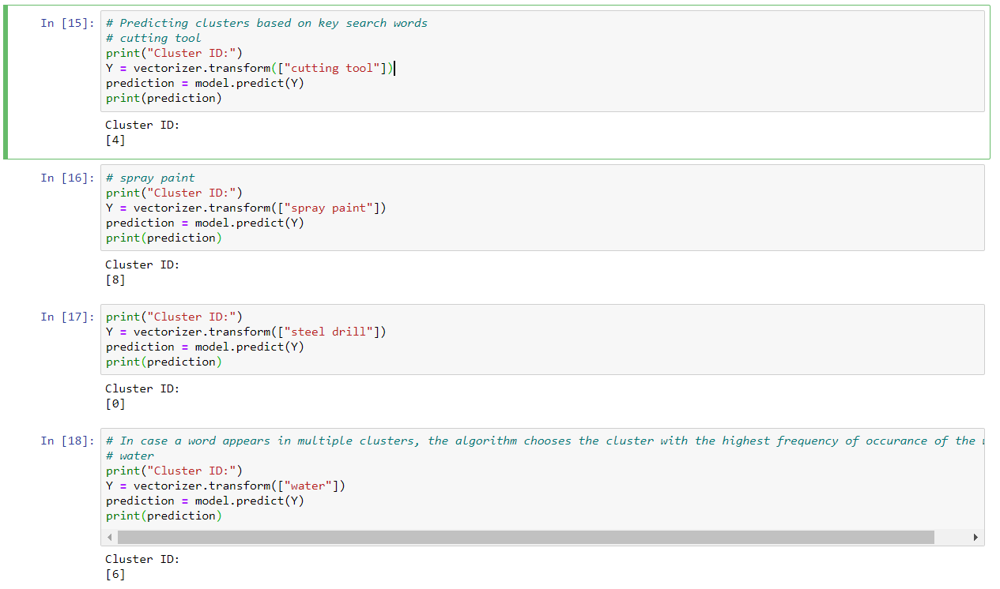 In [15]: # Predicting clusters based on key search words
# cutting tool
print("Cluster ID:")
Y = vectorizer.transform(["cutting tool"])
prediction = model.predict(Y)
print(prediction)
Cluster ID:
[4]
In [16]: # spray paint
print("Cluster ID:")
Y = vectorizer.transform(["spray paint"])
prediction = model.predict(Y)
print(prediction)
Cluster ID:
[8]
In [17]: print("Cluster ID:")
Y = vectorizer.transform(["steel drill"])
prediction = model.predict(Y)
print(prediction)
Cluster ID:
[0]
In [18]: # In case a word appears in multiple clusters, the algorithm chooses the cluster with the highest frequency of occurance of the
# water
print("Cluster ID:")
Y = vectorizer.transform(["water"])
prediction = model.predict(Y)
print(prediction)
Cluster ID:
[6]